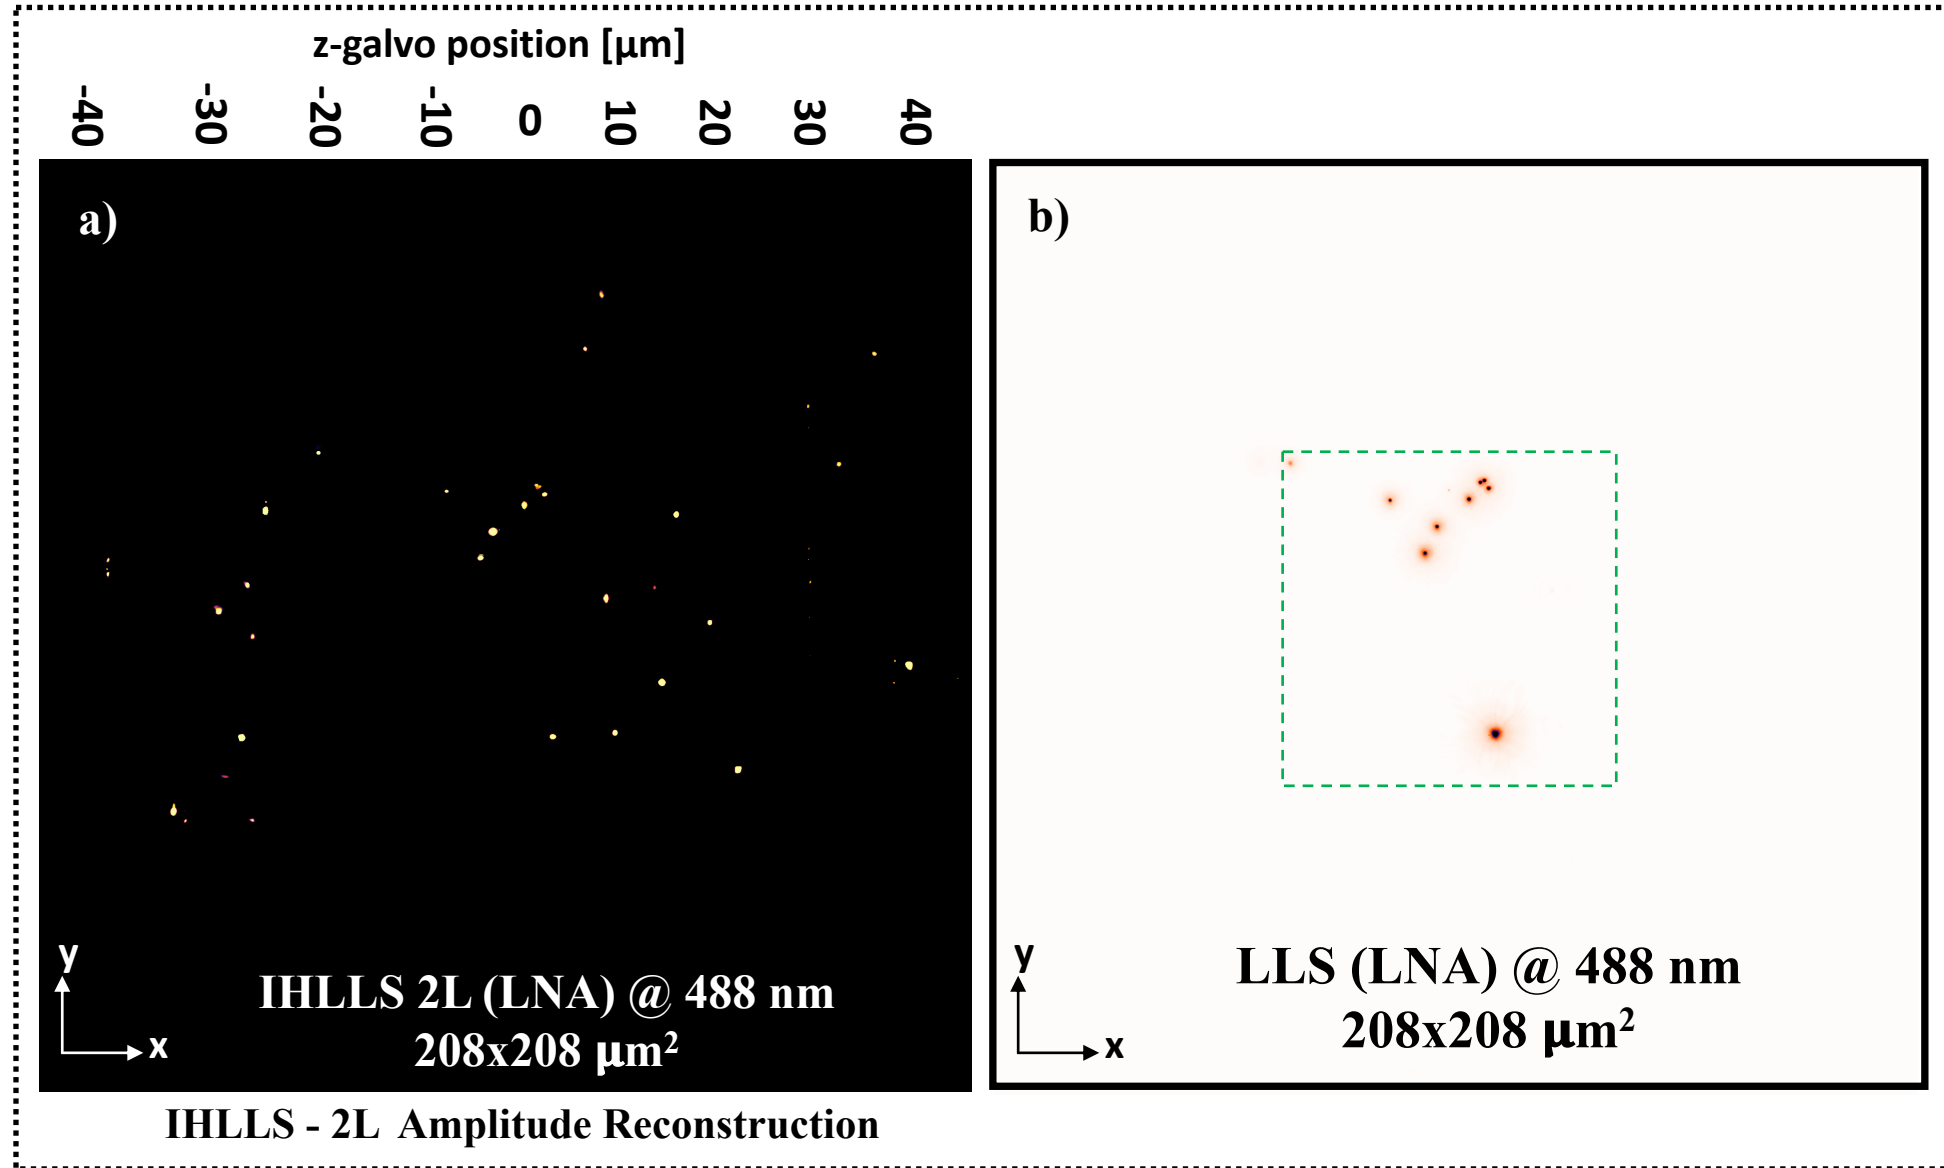 z-galvo position [μm]
-40 -30 -20 -10 0 10 20 30 40
a)
b)
y
x
IHLLS 2L (LNA) @ 488 nm
208x208 μm²
y
x
LLS (LNA) @ 488 nm
208x208 μm²
IHLLS - 2L Amplitude Reconstruction